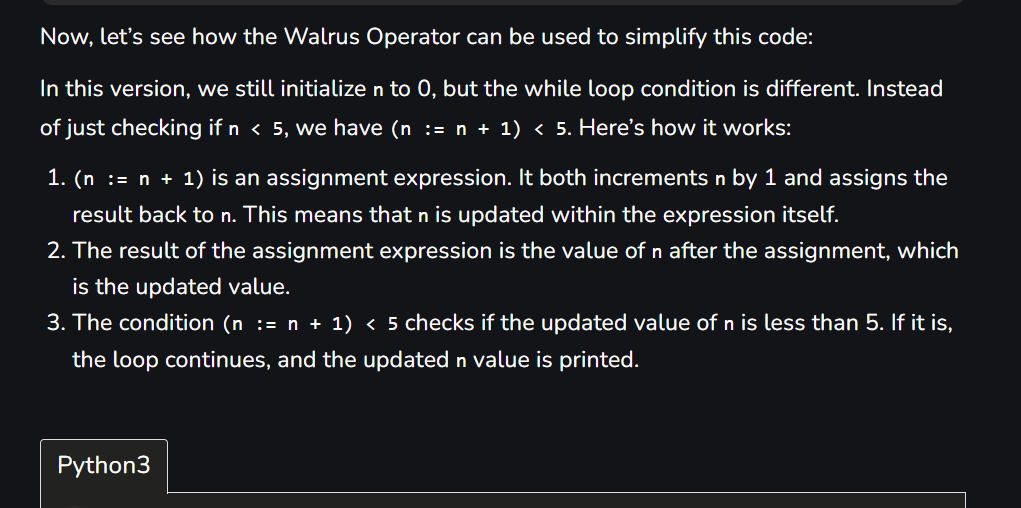 Now, let’s see how the Walrus Operator can be used to simplify this code:
In this version, we still initialize n to 0, but the while loop condition is different. Instead
of just checking if n < 5, we have (n := n + 1) < 5. Here’s how it works:
1. (n := n + 1) is an assignment expression. It both increments n by 1 and assigns the
result back to n. This means that n is updated within the expression itself.
2. The result of the assignment expression is the value of n after the assignment, which
is the updated value.
3. The condition (n := n + 1) < 5 checks if the updated value of n is less than 5. If it is,
the loop continues, and the updated n value is printed.
Python3